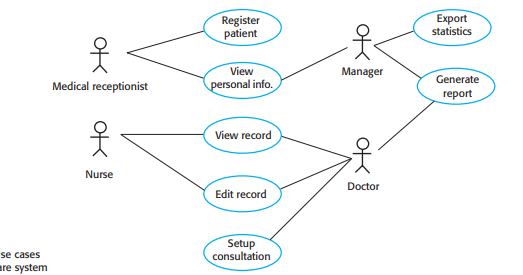 Register
patient
Export
statistics
View
personal info.
Medical receptionist
Manager
Generate
report
View record
Nurse
Doctor
Edit record
Setup
consultation
se cases
are system